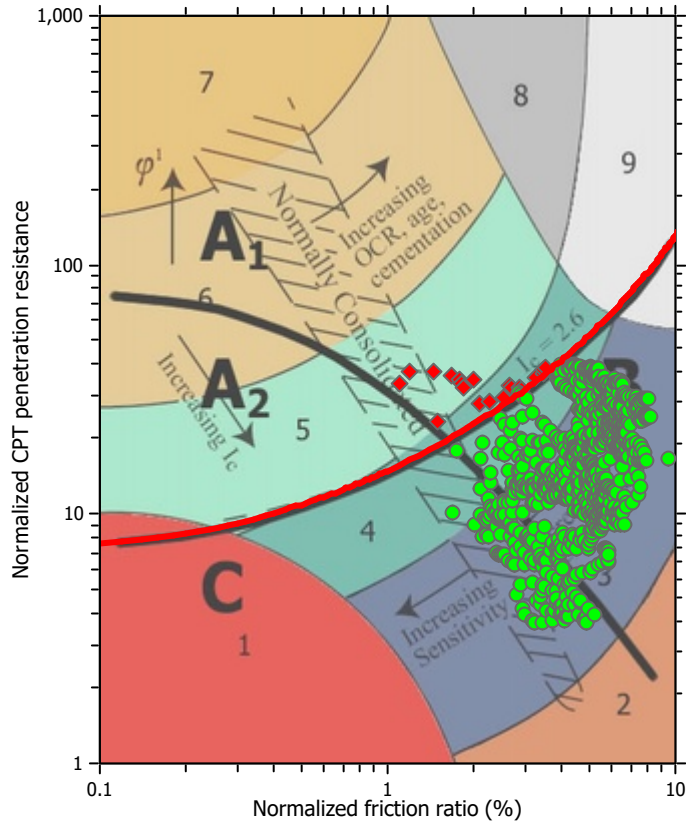 1,000
100
10
1
0.1
1
10
Normalized CPT penetration resistance
Normalized friction ratio (%)
7
8
9
φ¹
A₁
Normally Consolidated
Increasing
OCR, age,
cementation
6
A₂
Increasing Ic
5
Ic = 2.6
B
4
C
1
3
Increasing
Sensitivity
2